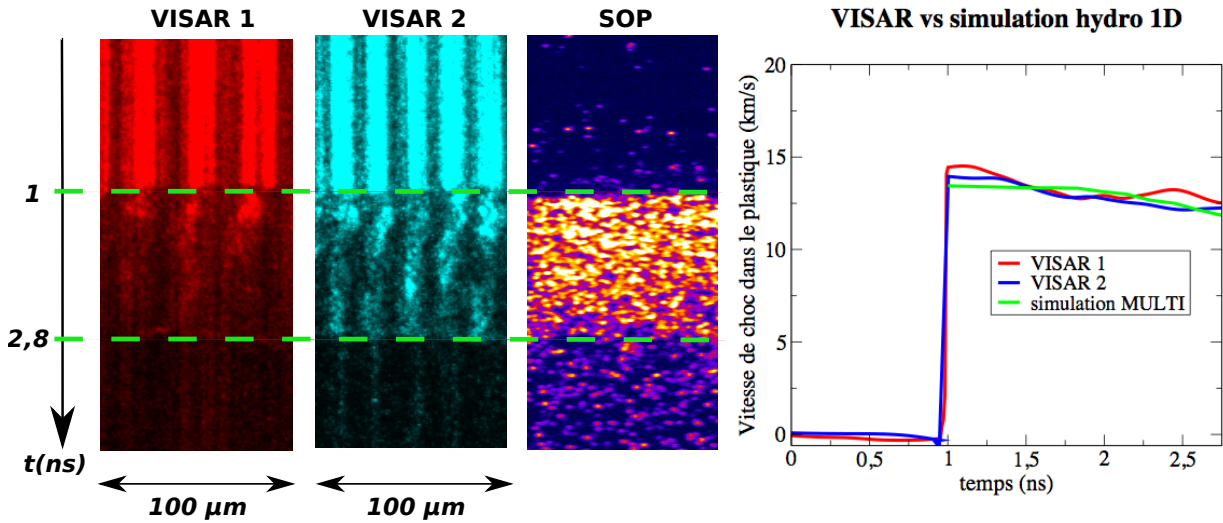 VISAR 1
VISAR 2
SOP
1
2,8
t(ns)
100 μm
100 μm
VISAR vs simulation hydro 1D
Vitesse de choc dans le plastique (km/s)
20
15
10
5
0
VISAR 1
VISAR 2
simulation MULTI
0
0,5
1
1,5
2
2,5
temps (ns)